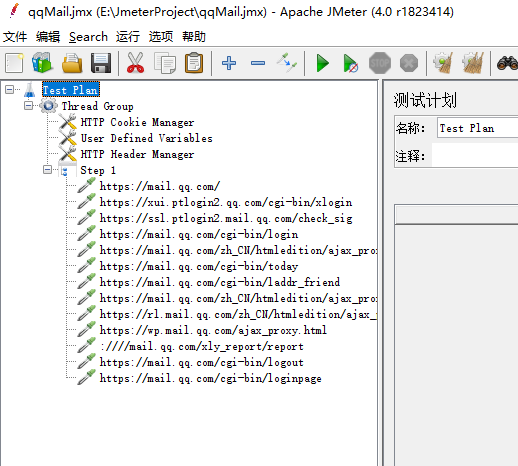 qqMail.jmx (E:\JmeterProject\qqMail.jmx) - Apache JMeter (4.0 r1823414)
文件 编辑 Search 运行 选项 帮助
Test Plan
Thread Group
HTTP Cookie Manager
User Defined Variables
HTTP Header Manager
Step 1
https://mail.qq.com/
https://xui.ptlogin2.qq.com/cgi-bin/xlogin
https://ssl.ptlogin2.mail.qq.com/check_sig
https://mail.qq.com/cgi-bin/login
https://mail.qq.com/zh_CN/htmledition/ajax_prox
https://mail.qq.com/cgi-bin/today
https://mail.qq.com/cgi-bin/laddr_friend
https://mail.qq.com/zh_CN/htmledition/ajax_prox
https://rl.mail.qq.com/zh_CN/htmledition/ajax_p
https://wp.mail.qq.com/ajax_proxy.html
:////mail.qq.com/xly_report/report
https://mail.qq.com/cgi-bin/logout
https://mail.qq.com/cgi-bin/loginpage
测试计划
名称： Test Plan
注释：